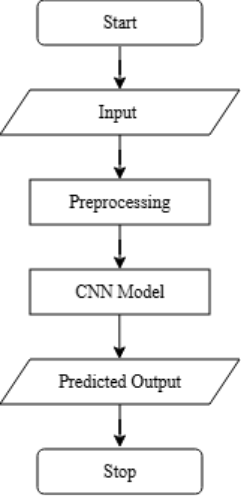 Start
Input
Preprocessing
CNN Model
Predicted Output
Stop